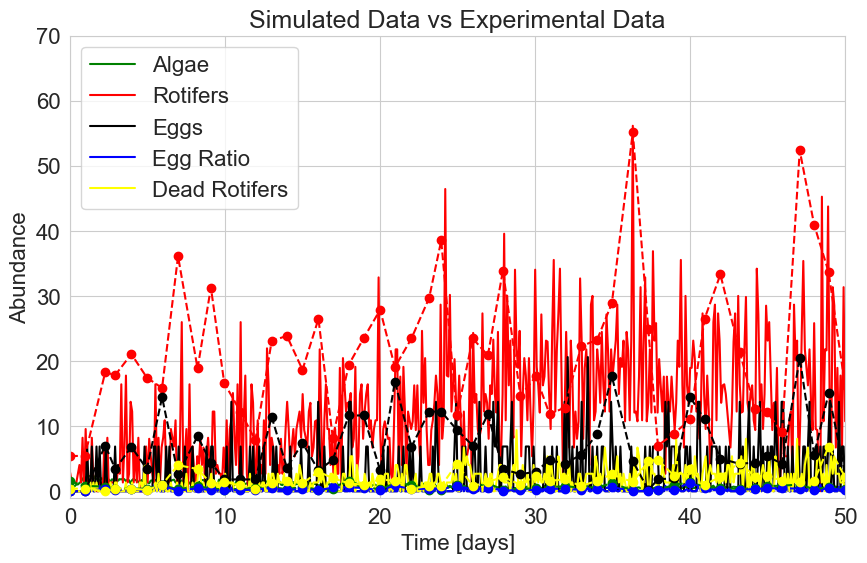 Simulated Data vs Experimental Data
70
60
50
40
30
20
10
0
Abundance
Algae
Rotifers
Eggs
Egg Ratio
Dead Rotifers
0 10 20 30 40 50
Time [days]